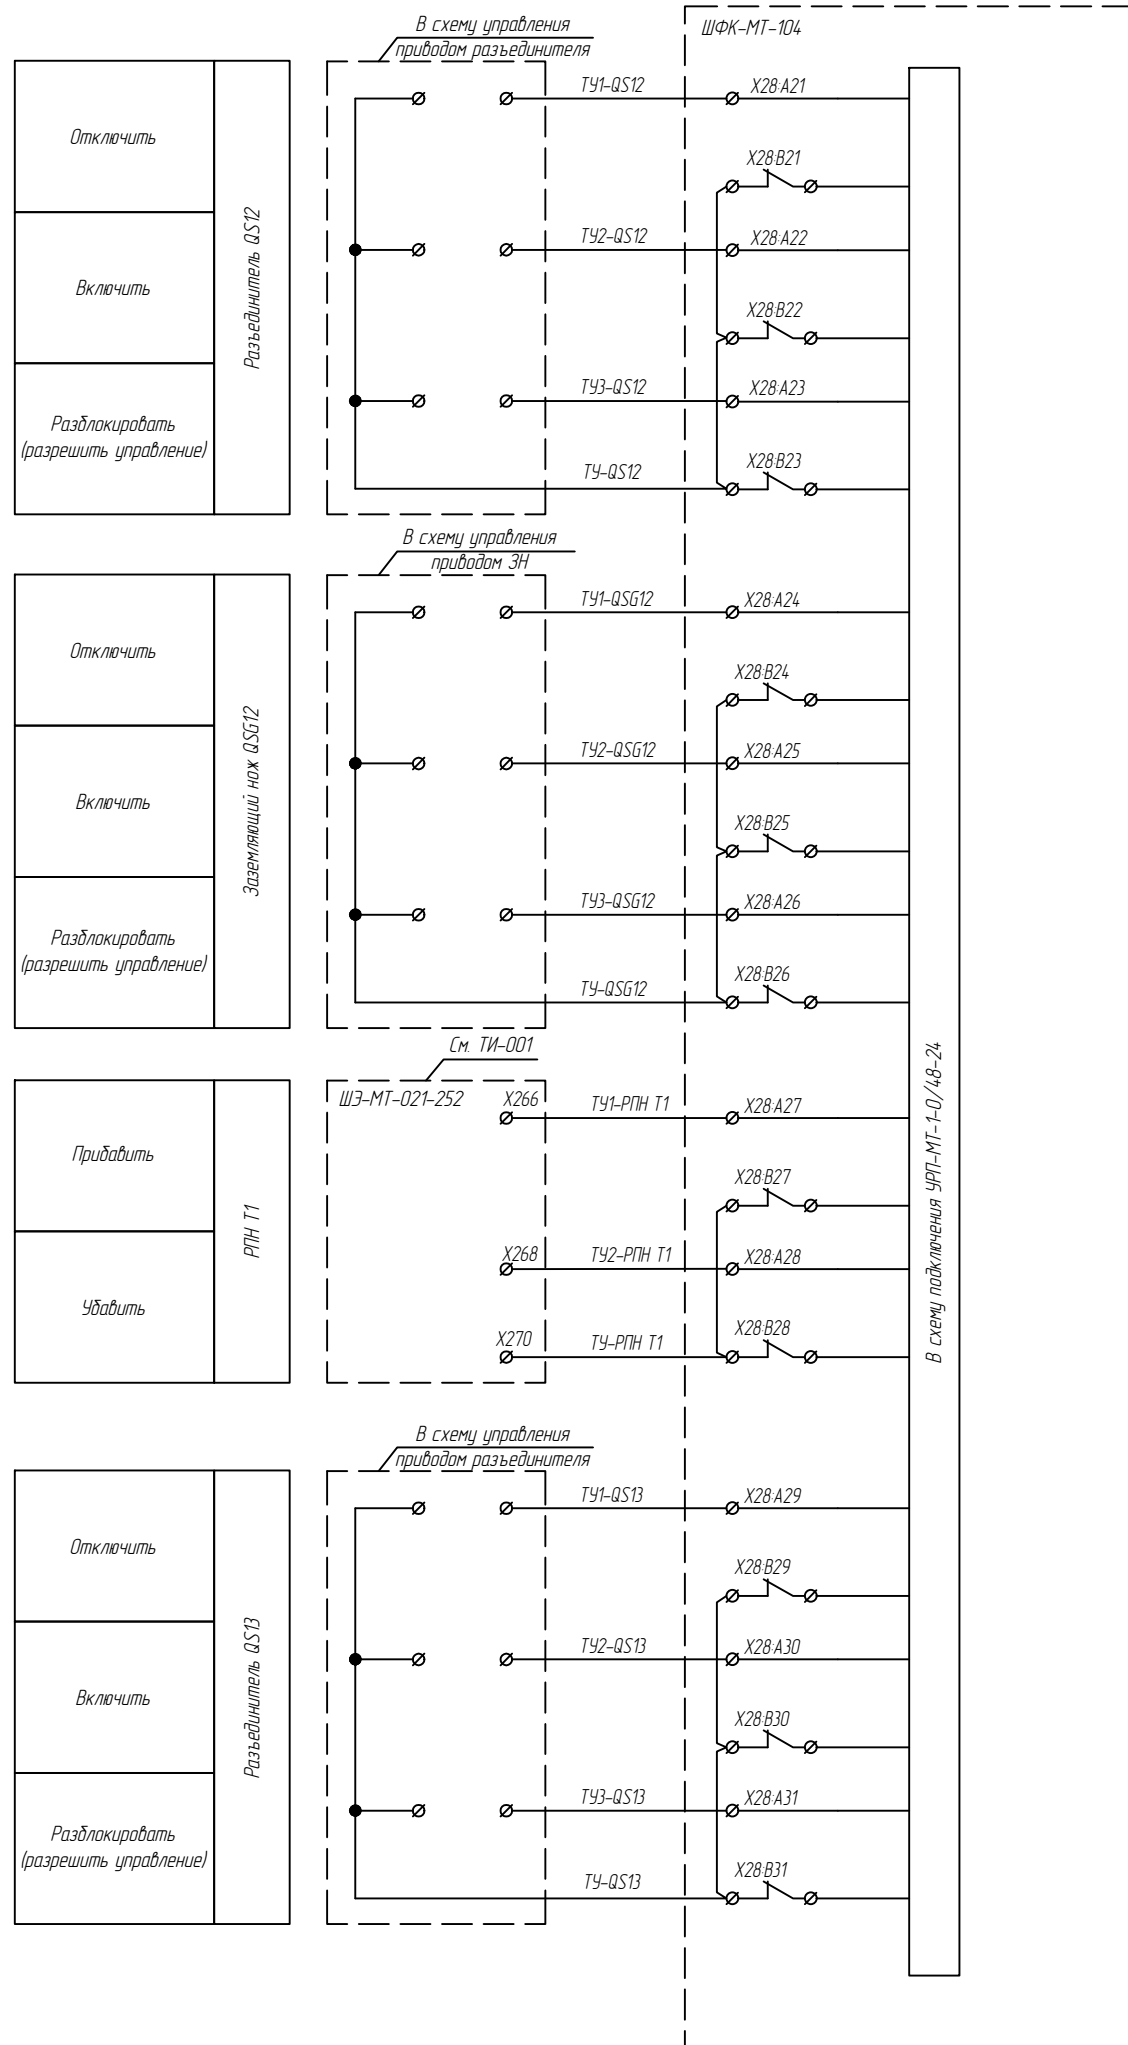 В схему управления
приводом разъединителя
ШФК-МТ-104
Отключить
Включить
Разблокировать
(разрешить управление)
Разъединитель QS12
ТУ1-QS12
X28:A21
X28:B21
ТУ2-QS12
X28:A22
X28:B22
ТУ3-QS12
X28:A23
ТУ-QS12
X28:B23
В схему управления
приводом ЗН
Отключить
Включить
Разблокировать
(разрешить управление)
Заземляющий нож QSG12
ТУ1-QSG12
X28:A24
X28:B24
ТУ2-QSG12
X28:A25
X28:B25
ТУ3-QSG12
X28:A26
ТУ-QSG12
X28:B26
См. ТИ-001
ШЭ-МТ-021-252
Прибавить
Убавить
РПН Т1
X266
ТУ1-РПН Т1
X28:A27
X28:B27
X268
ТУ2-РПН Т1
X28:A28
X270
ТУ-РПН Т1
X28:B28
В схему подключения УРП-МТ-1-0/48-24
В схему управления
приводом разъединителя
Отключить
Включить
Разблокировать
(разрешить управление)
Разъединитель QS13
ТУ1-QS13
X28:A29
X28:B29
ТУ2-QS13
X28:A30
X28:B30
ТУ3-QS13
X28:A31
ТУ-QS13
X28:B31